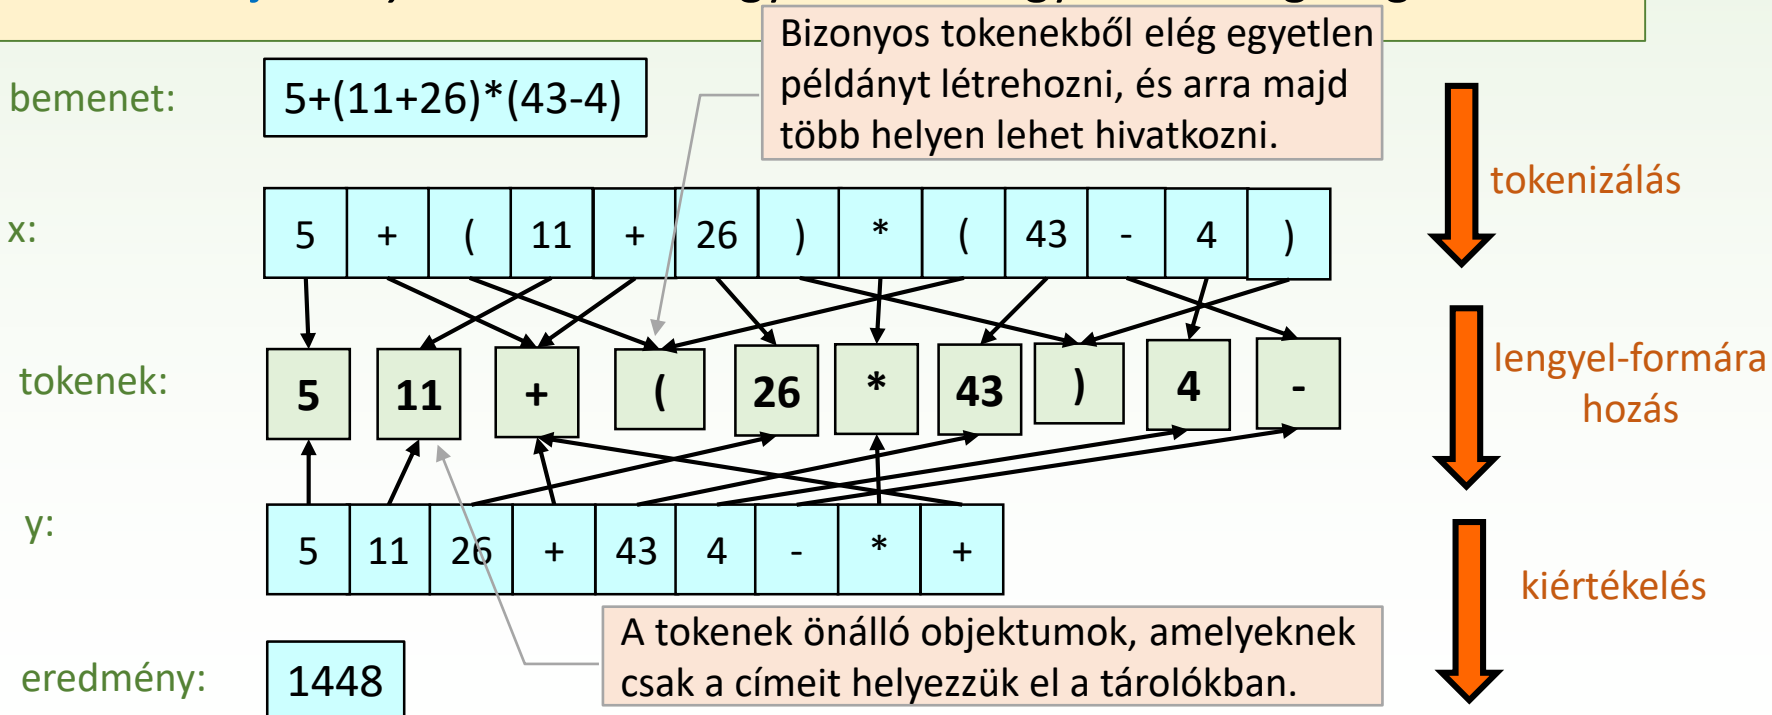 Bizonyos tokenekből elég egyetlen
példányt létrehozni, és arra majd
több helyen lehet hivatkozni.
bemenet:
5+(11+26)*(43-4)
tokenizálás
x:
5 + ( 11 + 26 ) * ( 43 - 4 )
tokenek:
5 11 + ( 26 * 43 ) 4 -
lengyel-formára
hozás
y:
5 11 26 + 43 4 - * +
kiértékelés
A tokenek önálló objektumok, amelyeknek
csak a címeit helyezzük el a tárolókban.
eredmény:
1448